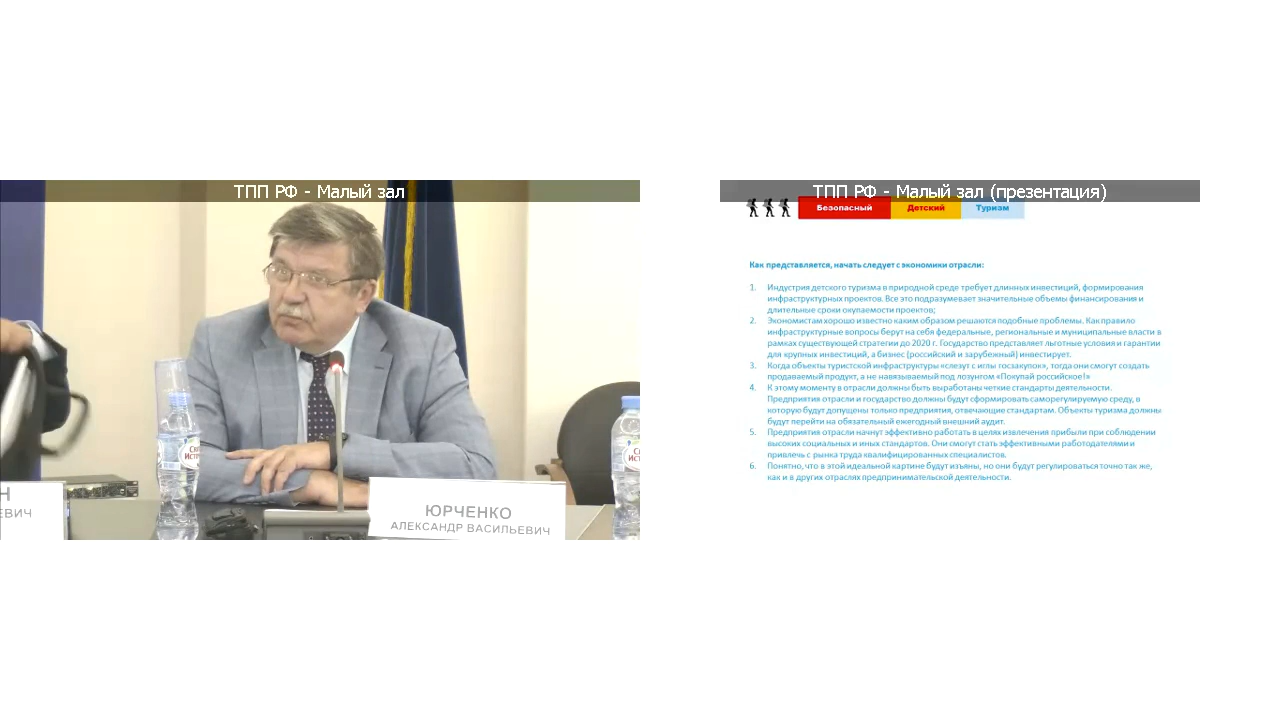 ТПП РФ - Малый зал
Н
ЕВИЧ
ЮРЧЕНКО
АЛЕКСАНДР ВАСИЛЬЕВИЧ
ТПП РФ - Малый зал (презентация)
Безопасный Детский Туризм
Как представляется, начать следует с экономики отрасли:
1. Индустрия детского туризма в природной среде требует длинных инвестиций, формирования
инфраструктурных проектов. Все это подразумевает значительные объемы финансирования и
длительные сроки окупаемости проектов;
2. Экономистам хорошо известно каким образом решаются подобные проблемы. Как правило
инфраструктурные вопросы берут на себя федеральные, региональные и муниципальные власти в
рамках существующей стратегии до 2020 г. Государство представляет льготные условия и гарантии
для крупных инвестиций, а бизнес (российский и зарубежный) инвестирует.
3. Когда объекты туристской инфраструктуры «слезут с иглы госзакупок», тогда они смогут создать
продаваемый продукт, а не навязываемый под лозунгом «Покупай российское!»
4. К этому моменту в отрасли должны быть выработаны четкие стандарты деятельности.
Предприятия отрасли и государство должны будут сформировать саморегулируемую среду, в
которую будут допущены только предприятия, отвечающие стандартам. Объекты туризма должны
будут перейти на обязательный ежегодный внешний аудит.
5. Предприятия отрасли начнут эффективно работать в целях извлечения прибыли при соблюдении
высоких социальных и иных стандартов. Они смогут стать эффективными работодателями и
привлечь с рынка труда квалифицированных специалистов.
6. Понятно, что в этой идеальной картине будут изъяны, но они будут регулироваться точно так же,
как и в других отраслях предпринимательской деятельности.